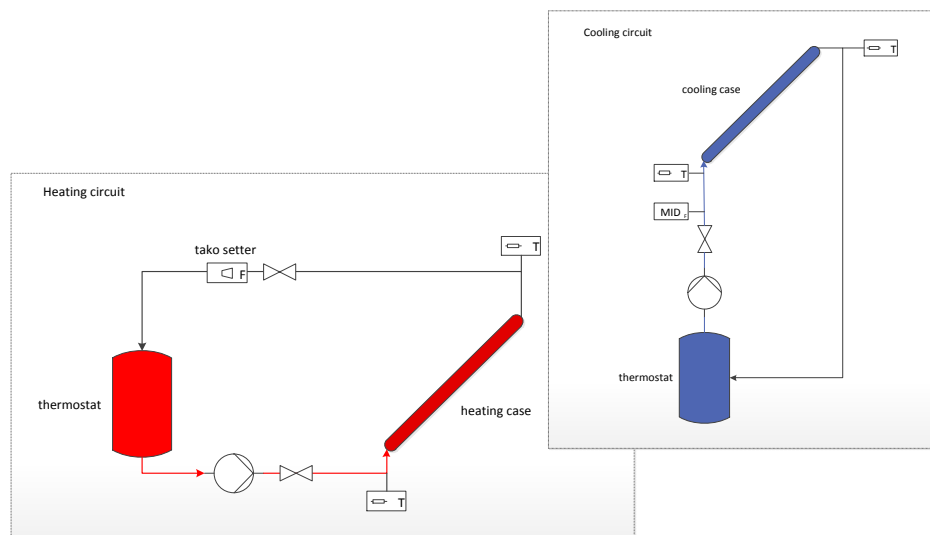 Cooling circuit
T
cooling case
T
MID F
thermostat
Heating circuit
tako setter
T
F
thermostat
heating case
T